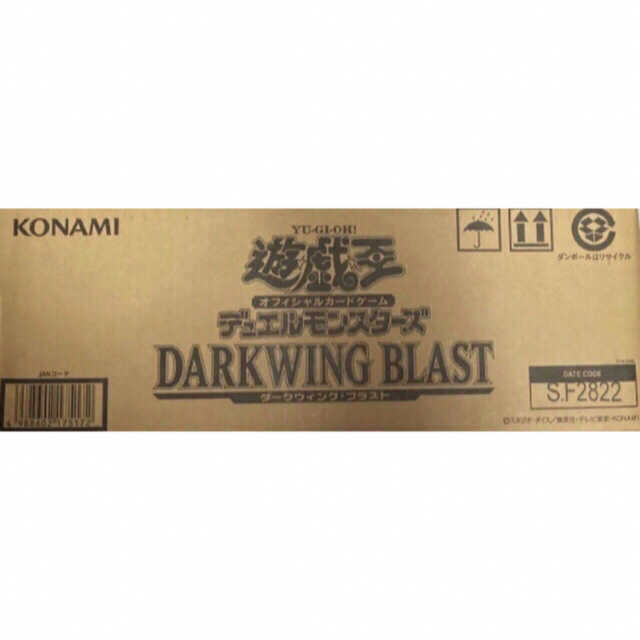 KONAMI
YU-GI-OH!
遊戯王
オフィシャルカードゲーム
デュエルモンスターズ
DARKWING BLAST
ダークウィング・ブラスト
ダンボールはリサイクル
JANコード
DATE CODE
S.F2822
©スタジオ・ダイス/集英社・テレビ東京・KONAMI